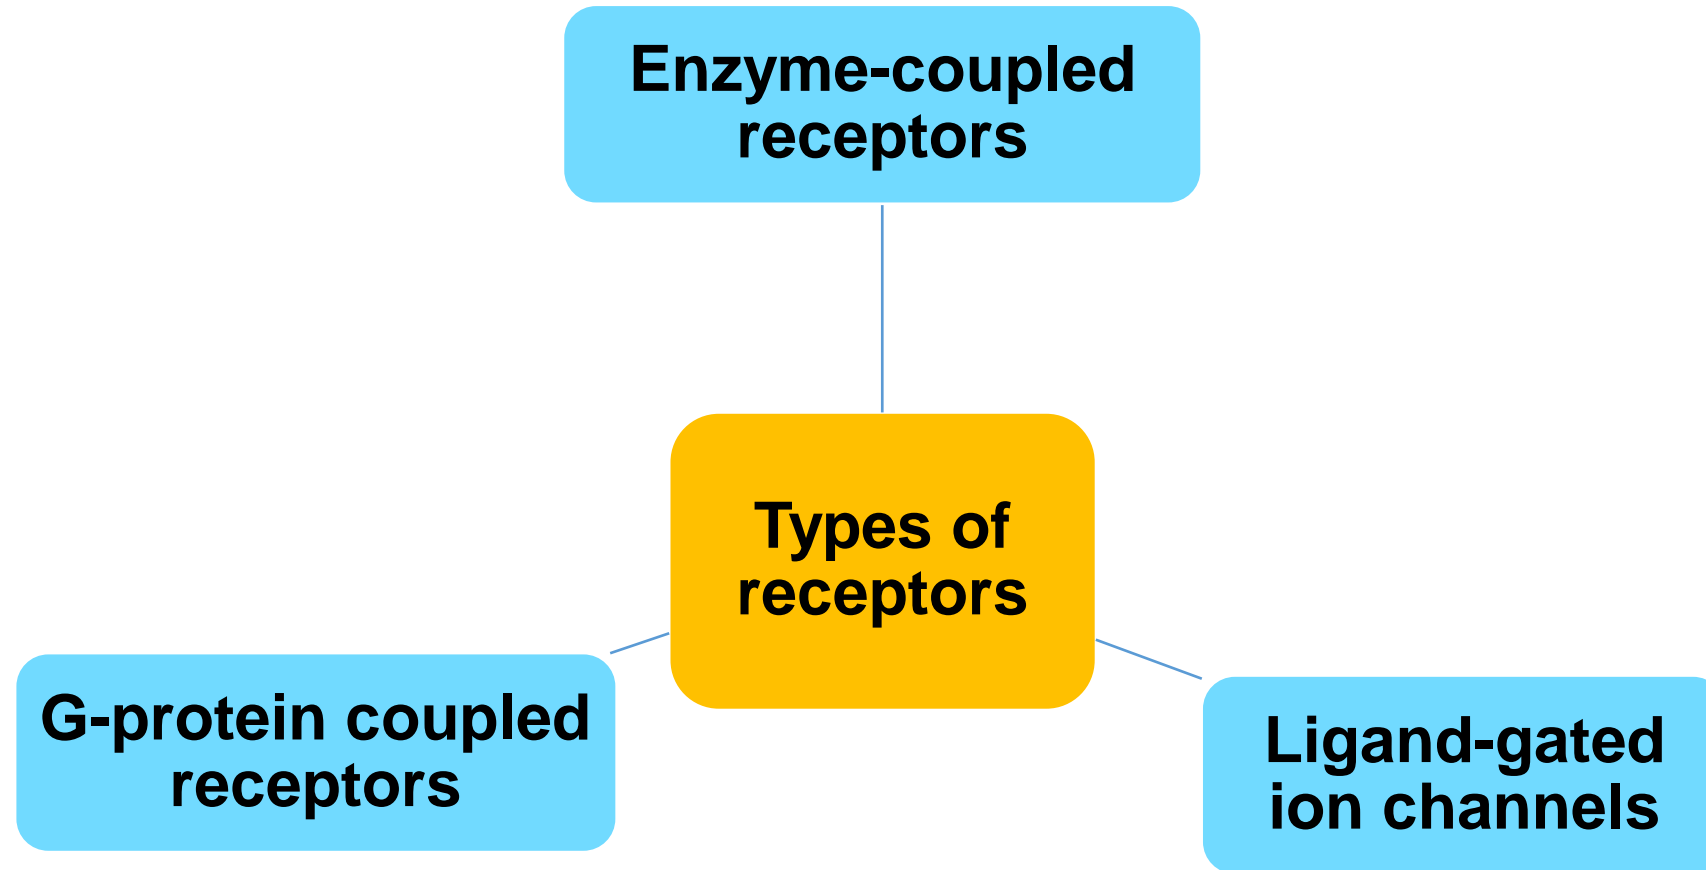 Enzyme-coupled
receptors
Types of
receptors
G-protein coupled
receptors
Ligand-gated
ion channels